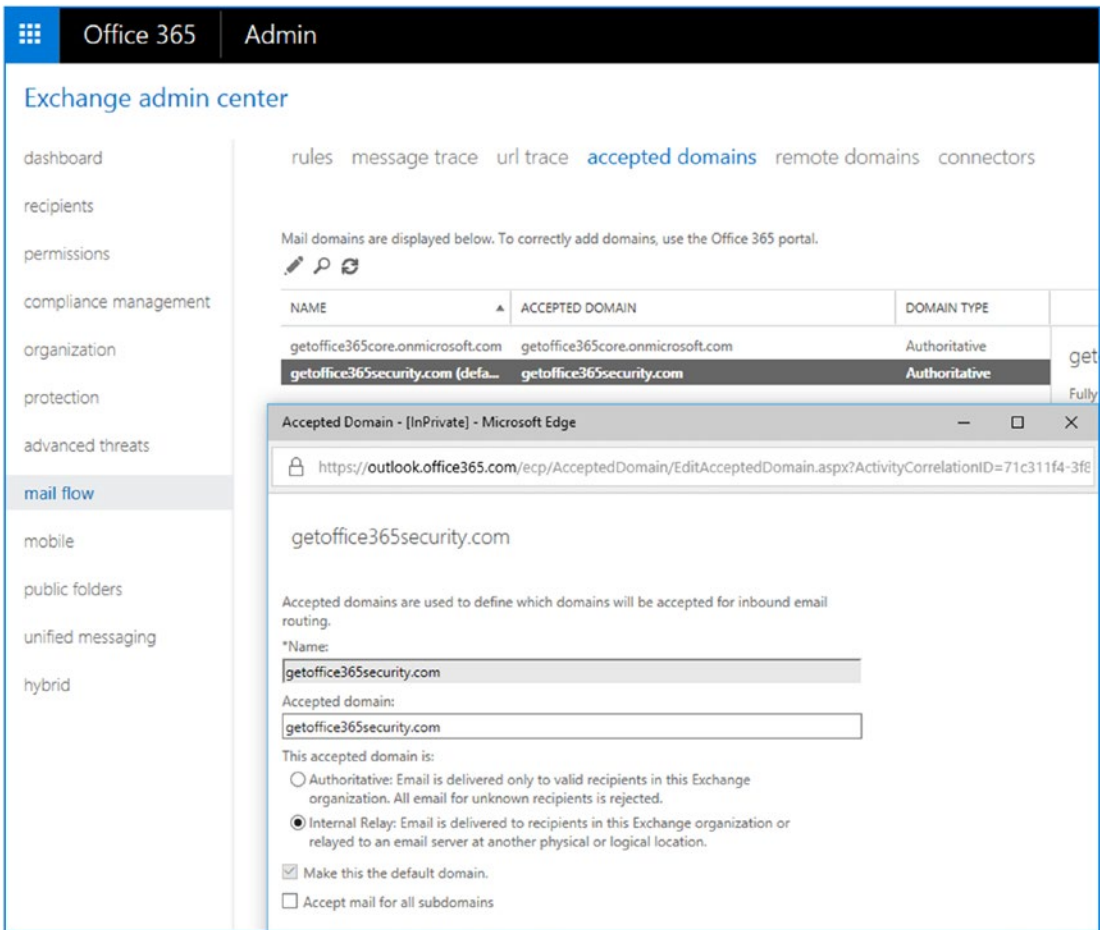 Office 365 Admin
Exchange admin center
dashboard
recipients
permissions
compliance management
organization
protection
advanced threats
mail flow
mobile
public folders
unified messaging
hybrid
rules message trace url trace accepted domains remote domains connectors
Mail domains are displayed below. To correctly add domains, use the Office 365 portal.
NAME ACCEPTED DOMAIN DOMAIN TYPE
getoffice365core.onmicrosoft.com getoffice365core.onmicrosoft.com Authoritative
getoffice365security.com (defa... getoffice365security.com Authoritative
get
Fully
Accepted Domain - [InPrivate] - Microsoft Edge
https://outlook.office365.com/ecp/AcceptedDomain/EditAcceptedDomain.aspx?ActivityCorrelationID=71c311f4-3f8
getoffice365security.com
Accepted domains are used to define which domains will be accepted for inbound email
routing.
*Name:
getoffice365security.com
Accepted domain:
getoffice365security.com
This accepted domain is:
Authoritative: Email is delivered only to valid recipients in this Exchange
organization. All email for unknown recipients is rejected.
Internal Relay: Email is delivered to recipients in this Exchange organization or
relayed to an email server at another physical or logical location.
Make this the default domain.
Accept mail for all subdomains